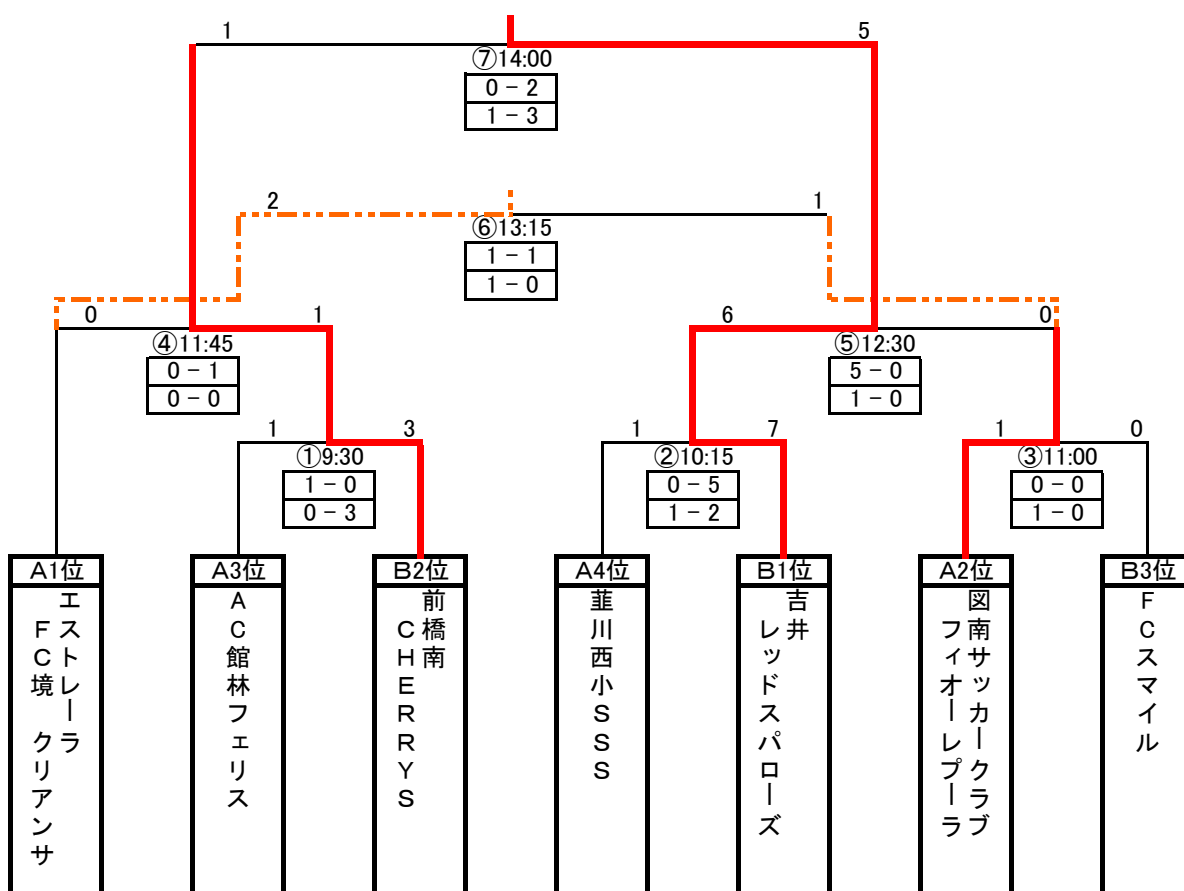 1 5
⑦14:00
0 - 2
1 - 3
2 1
⑥13:15
1 - 1
1 - 0
0 1 6 0
④11:45 ⑤12:30
0 - 1 5 - 0
0 - 0 1 - 0
1 3 1 7 1 0
①9:30 ②10:15 ③11:00
1 - 0 0 - 5 0 - 0
0 - 3 1 - 2 1 - 0
A1位 A3位 B2位 A4位 B1位 A2位 B3位
エストレーラ
FC境 クリアンサ
AC館林フェリス
前橋南
CHERRYS
韮川西小SSS
吉井
レッドスパローズ
図南サッカークラブ
フィオーレプーラ
FCスマイル